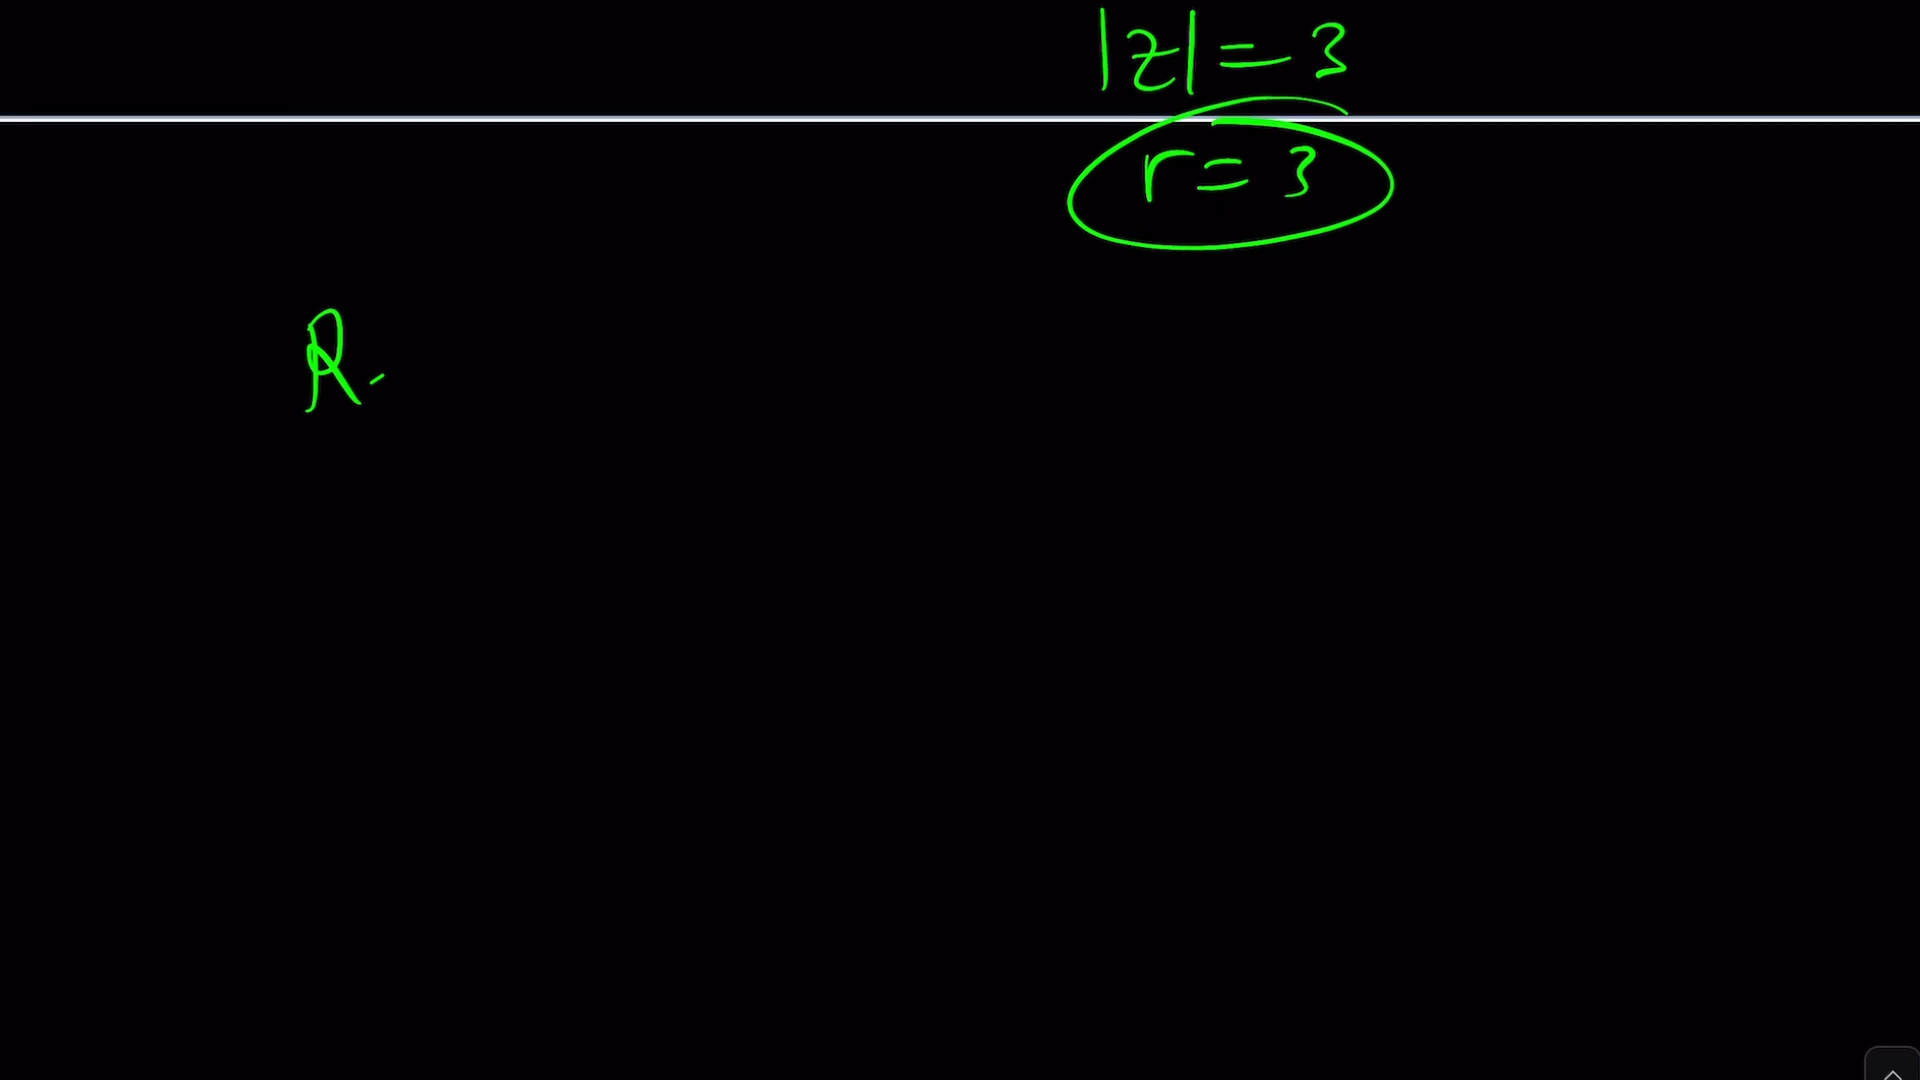 |z| = 3
r = 3
R